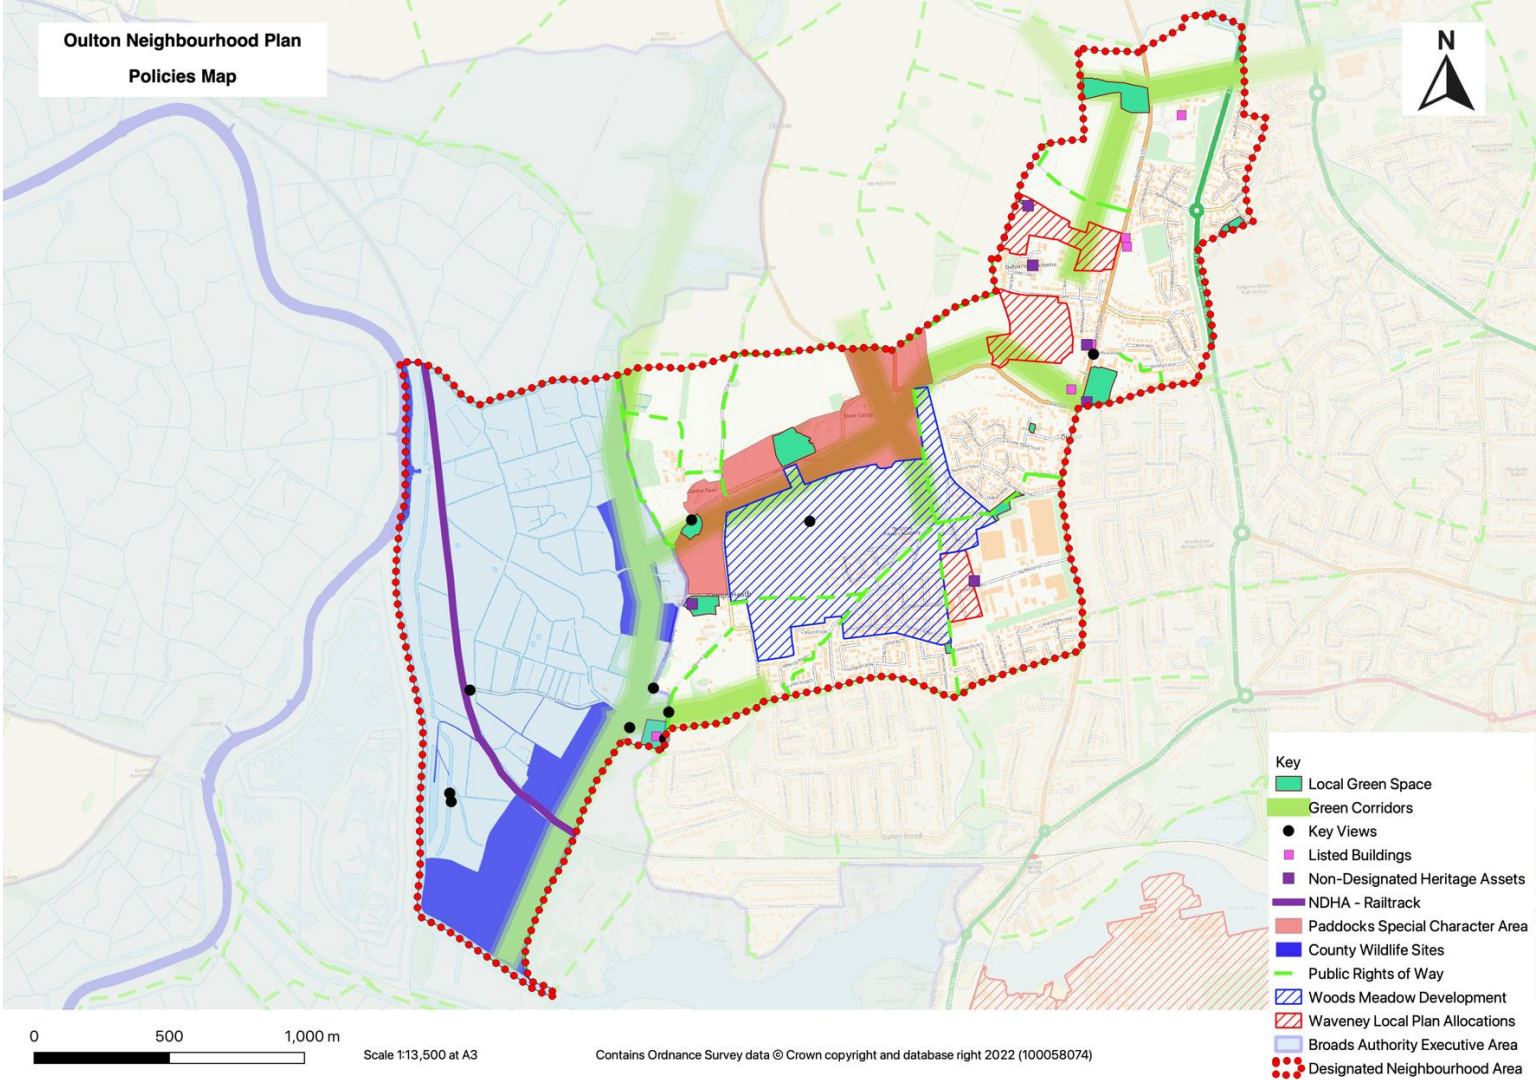 Oulton Neighbourhood Plan
Policies Map
N
Key
Local Green Space
Green Corridors
Key Views
Listed Buildings
Non-Designated Heritage Assets
NDHA - Railtrack
Paddocks Special Character Area
County Wildlife Sites
Public Rights of Way
Woods Meadow Development
Waveney Local Plan Allocations
Broads Authority Executive Area
Designated Neighbourhood Area
0 500 1,000 m
Scale 1:13,500 at A3
Contains Ordnance Survey data © Crown copyright and database right 2022 (100058074)